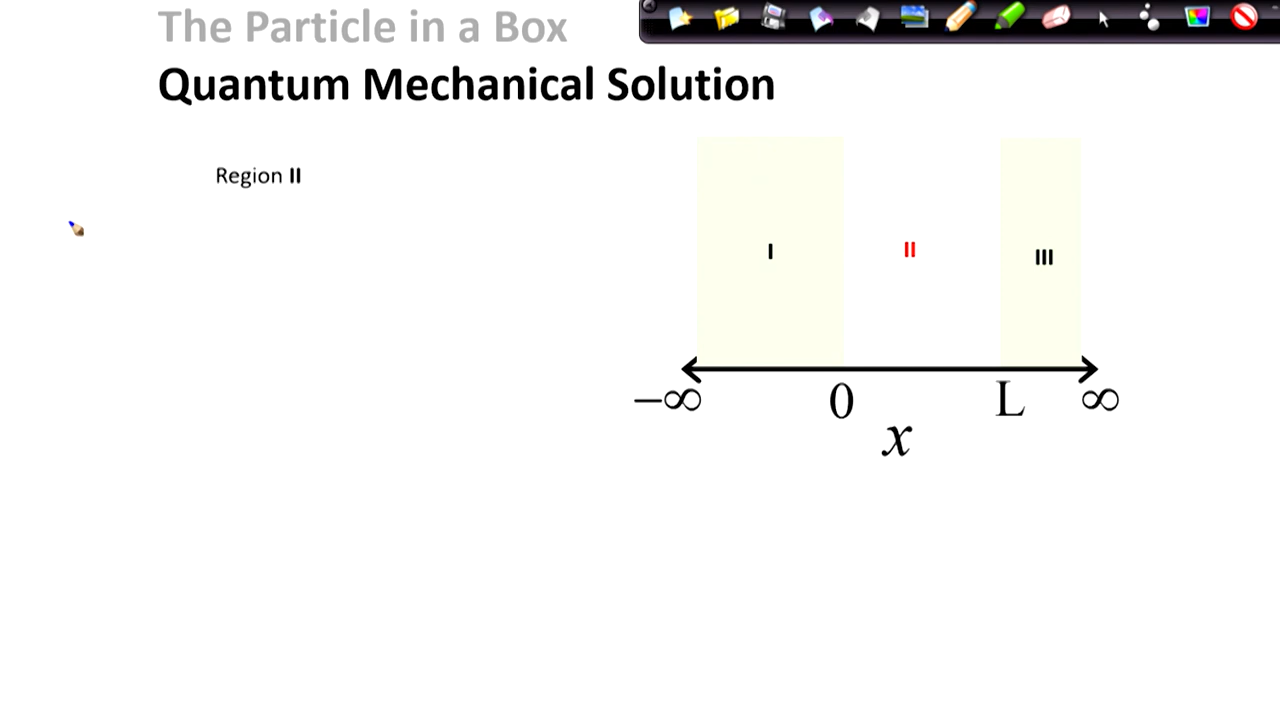 The Particle in a Box
Quantum Mechanical Solution
Region II
I II III
−∞ 0 L ∞
x